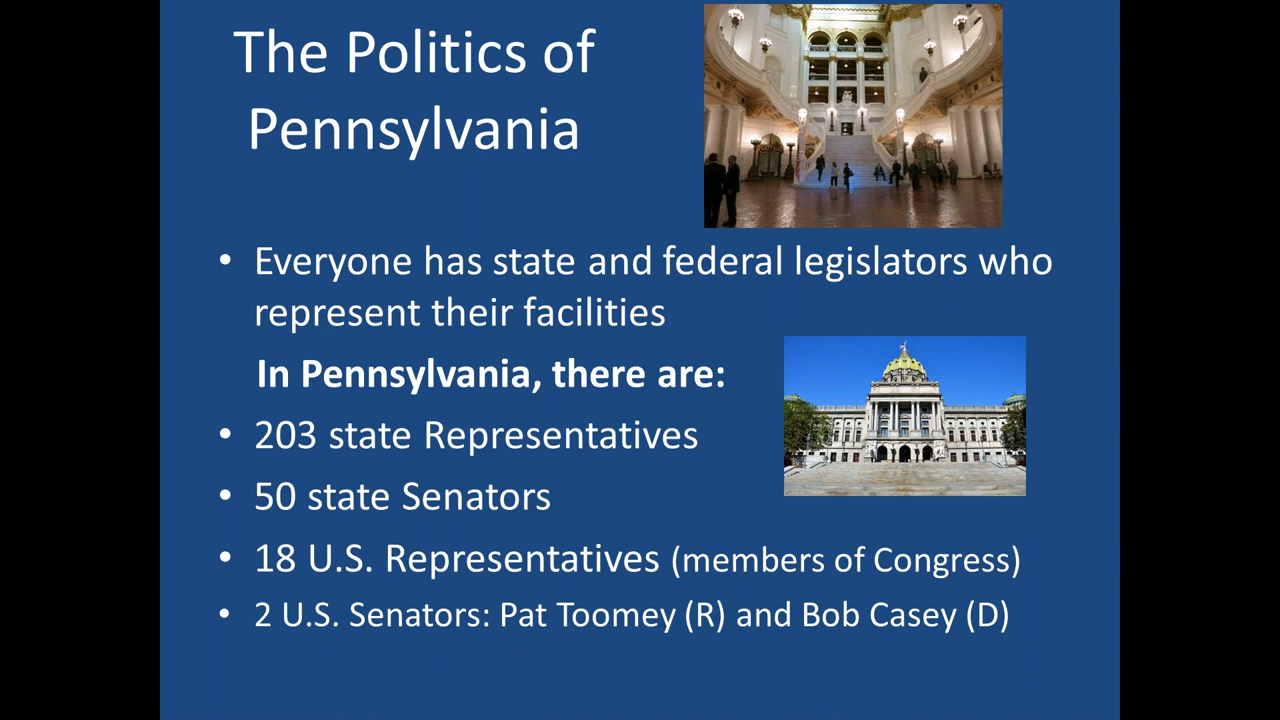 The Politics of
Pennsylvania
• Everyone has state and federal legislators who
represent their facilities
In Pennsylvania, there are:
• 203 state Representatives
• 50 state Senators
• 18 U.S. Representatives (members of Congress)
• 2 U.S. Senators: Pat Toomey (R) and Bob Casey (D)